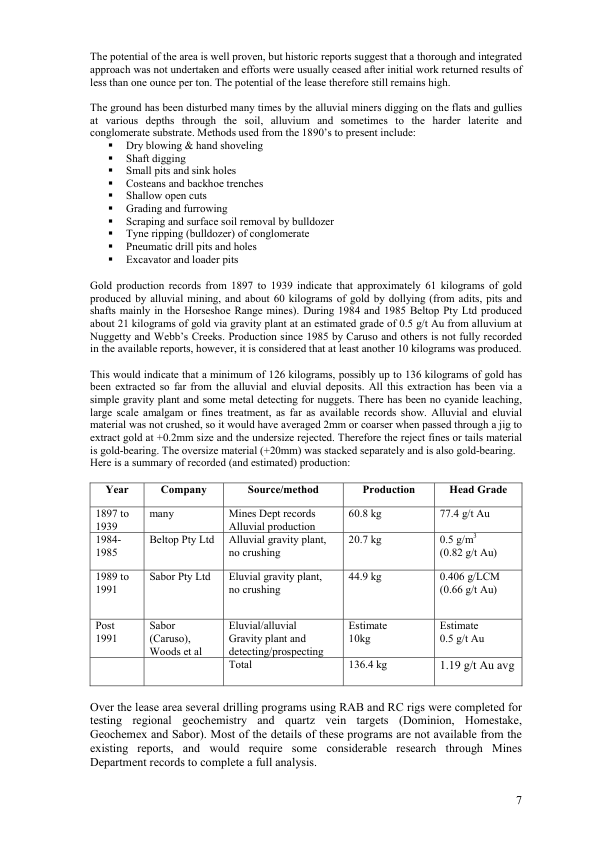 The potential of the area is well proven, but historic reports suggest that a thorough and integrated
approach was not undertaken and efforts were usually ceased after initial work returned results of
less than one ounce per ton. The potential of the lease therefore still remains high.
The ground has been disturbed many times by the alluvial miners digging on the flats and gullies
at various depths through the soil, alluvium and sometimes to the harder laterite and
conglomerate substrate. Methods used from the 1890's to present include:
▪ Dry blowing & hand shoveling
▪ Shaft digging
▪ Small pits and sink holes
▪ Costeans and backhoe trenches
▪ Shallow open cuts
▪ Grading and furrowing
▪ Scraping and surface soil removal by bulldozer
▪ Tyne ripping (bulldozer) of conglomerate
▪ Pneumatic drill pits and holes
▪ Excavator and loader pits
Gold production records from 1897 to 1939 indicate that approximately 61 kilograms of gold
produced by alluvial mining, and about 60 kilograms of gold by dollying (from adits, pits and
shafts mainly in the Horseshoe Range mines). During 1984 and 1985 Beltop Pty Ltd produced
about 21 kilograms of gold via gravity plant at an estimated grade of 0.5 g/t Au from alluvium at
Nuggetty and Webb's Creeks. Production since 1985 by Caruso and others is not fully recorded
in the available reports, however, it is considered that at least another 10 kilograms was produced.
This would indicate that a minimum of 126 kilograms, possibly up to 136 kilograms of gold has
been extracted so far from the alluvial and eluvial deposits. All this extraction has been via a
simple gravity plant and some metal detecting for nuggets. There has been no cyanide leaching,
large scale amalgam or fines treatment, as far as available records show. Alluvial and eluvial
material was not crushed, so it would have averaged 2mm or coarser when passed through a jig to
extract gold at +0.2mm size and the undersize rejected. Therefore the reject fines or tails material
is gold-bearing. The oversize material (+20mm) was stacked separately and is also gold-bearing.
Here is a summary of recorded (and estimated) production:
Year Company Source/method Production Head Grade
1897 to many Mines Dept records 60.8 kg 77.4 g/t Au
1939 Alluvial production
1984- Beltop Pty Ltd Alluvial gravity plant, 20.7 kg 0.5 g/m³
1985 no crushing (0.82 g/t Au)
1989 to Sabor Pty Ltd Eluvial gravity plant, 44.9 kg 0.406 g/LCM
1991 no crushing (0.66 g/t Au)
Post Sabor Eluvial/alluvial Estimate Estimate
1991 (Caruso), Gravity plant and 10kg 0.5 g/t Au
Woods et al detecting/prospecting
Total 136.4 kg 1.19 g/t Au avg
Over the lease area several drilling programs using RAB and RC rigs were completed for
testing regional geochemistry and quartz vein targets (Dominion, Homestake,
Geochemex and Sabor). Most of the details of these programs are not available from the
existing reports, and would require some considerable research through Mines
Department records to complete a full analysis.
7